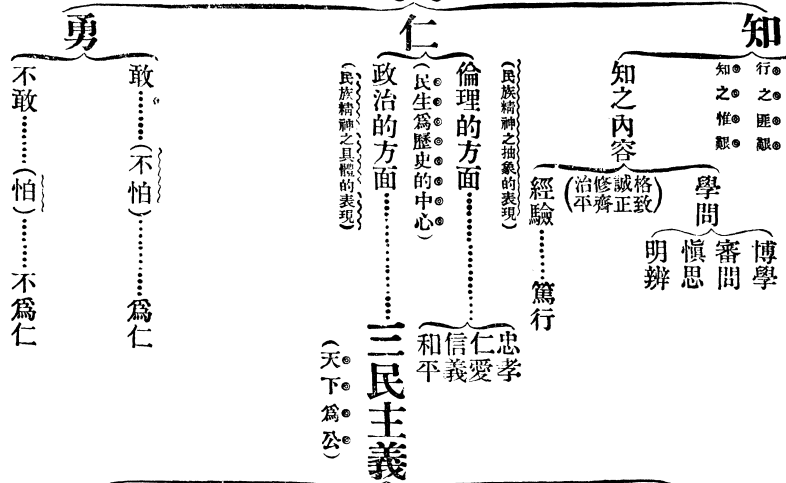 知
行之匪艱
知之惟艱
知之內容
學問
博學
審問
慎思
明辨
格致
誠正
修齊
治平
經驗……篤行
仁
(民族精神之抽象的表現)
倫理的方面
忠孝
仁愛
信義
和平
(民生爲歷史的中心)
政治的方面……三民主義
(民族精神之具體的表現)
(天下爲公)
勇
敢……(不怕)……爲仁
不敢……(怕)……不爲仁